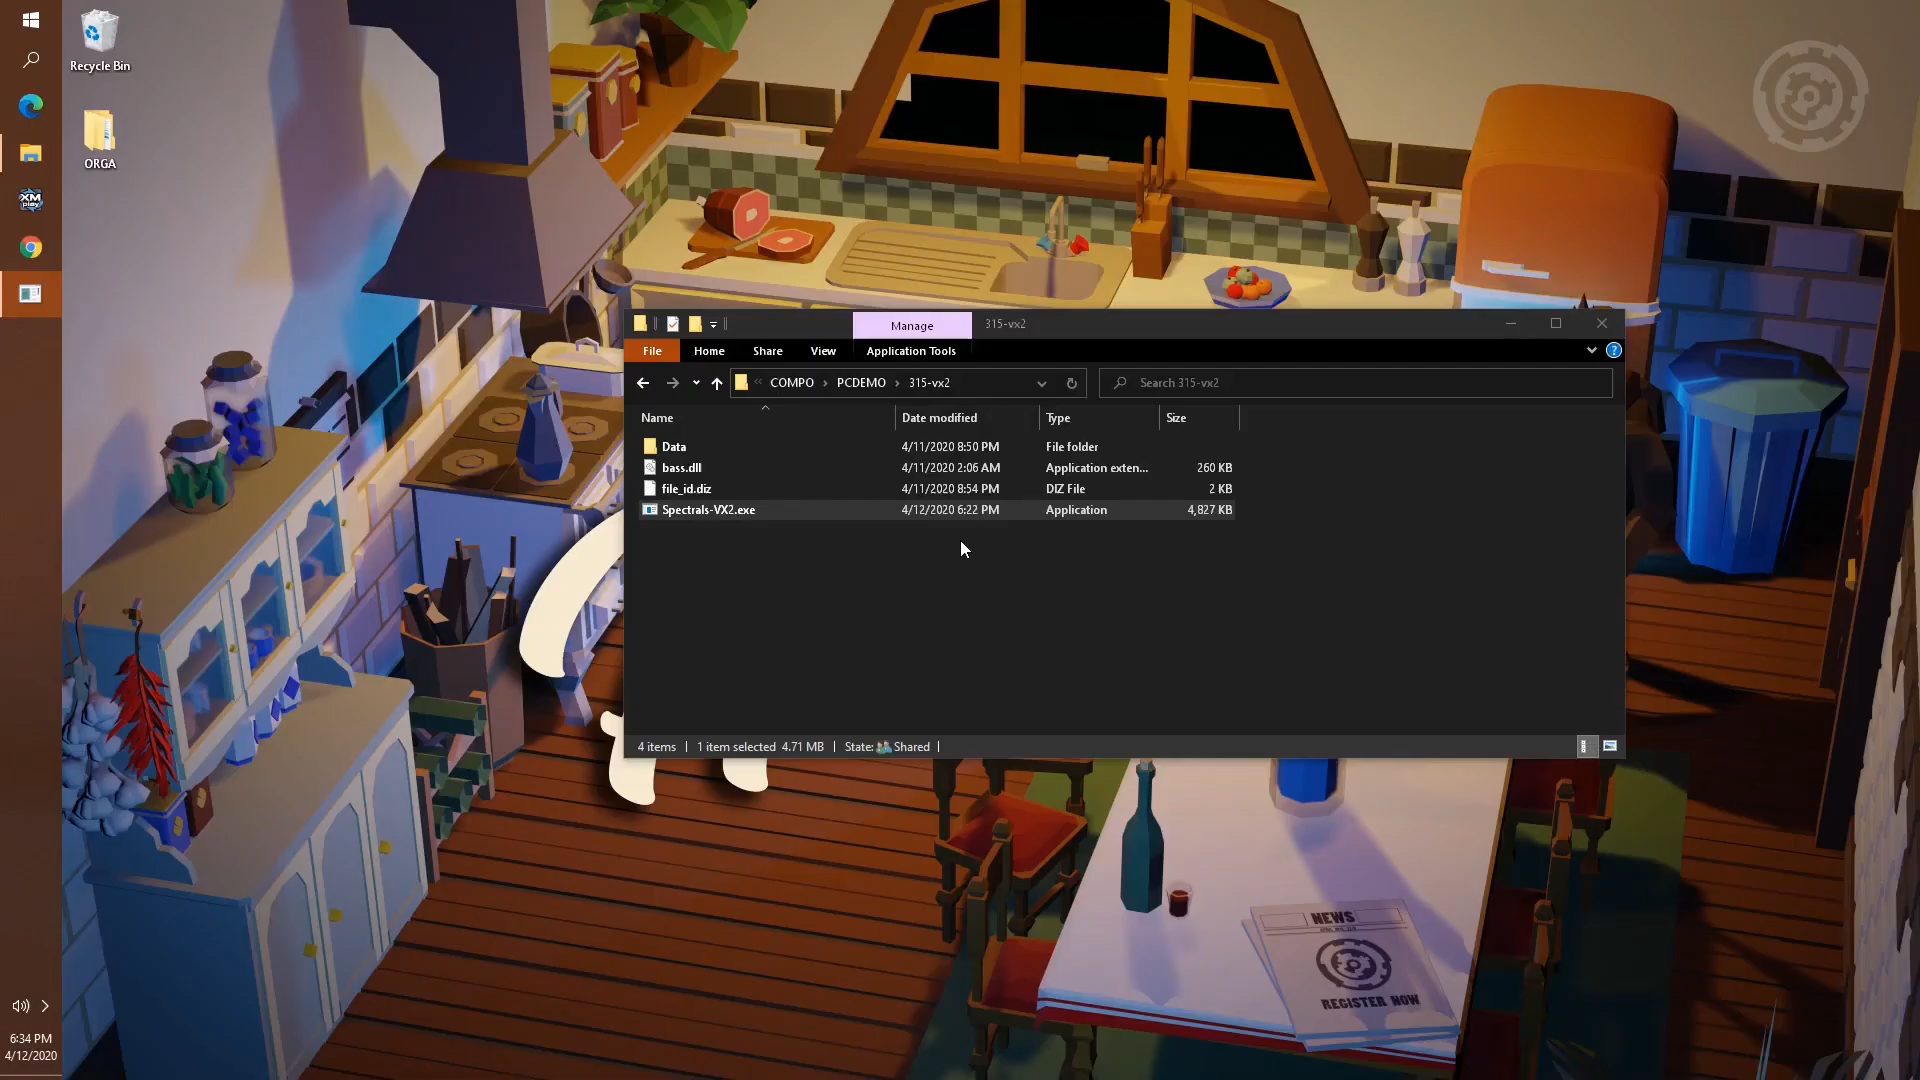 Recycle Bin
ORGA
XM
play
Manage
315-vx2
File
Home
Share
View
Application Tools
COMPO
PCDEMO
315-vx2
Search 315-vx2
Name
Date modified
Type
Size
Data
4/11/2020 8:50 PM
File folder
bass.dll
4/11/2020 2:06 AM
Application exten...
260 KB
file_id.diz
4/11/2020 8:54 PM
DIZ File
2 KB
Spectrals-VX2.exe
4/12/2020 6:22 PM
Application
4,827 KB
4 items
1 item selected 4.71 MB
State: Shared
NEWS
REGISTER NOW
6:34 PM
4/12/2020